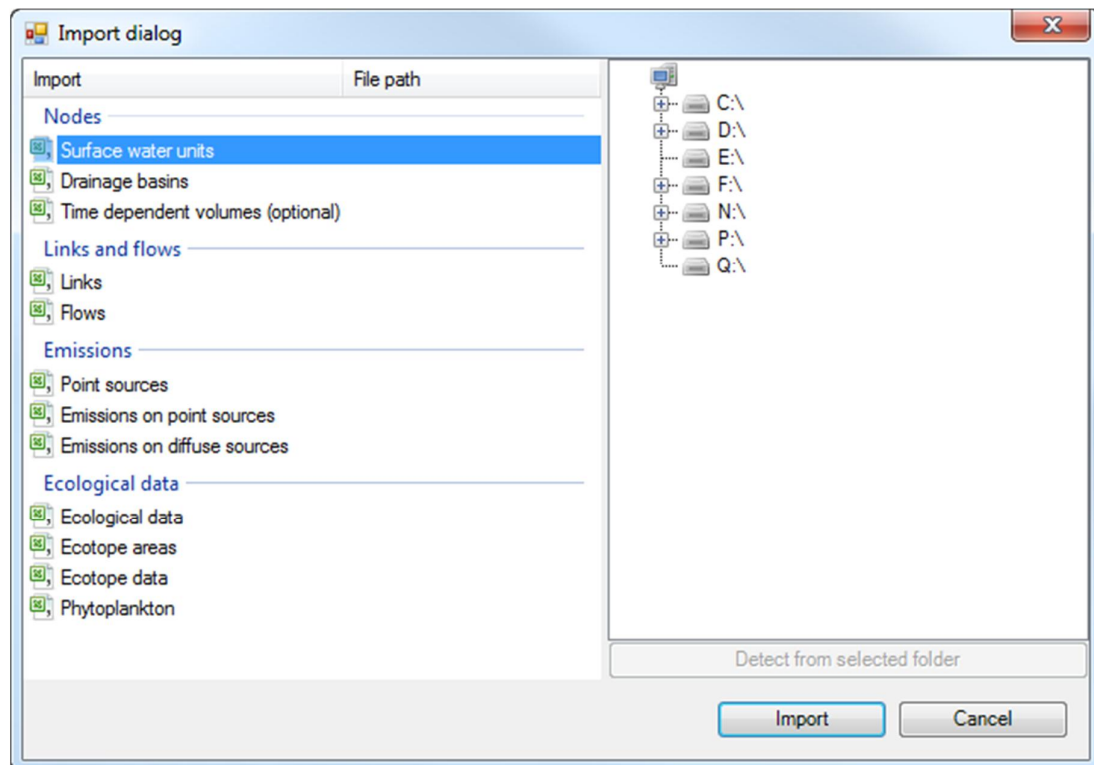 Import dialog
Import File path
Nodes
Surface water units
Drainage basins
Time dependent volumes (optional)
Links and flows
Links
Flows
Emissions
Point sources
Emissions on point sources
Emissions on diffuse sources
Ecological data
Ecological data
Ecotope areas
Ecotope data
Phytoplankton
C:\
D:\
E:\
F:\
N:\
P:\
Q:\
Detect from selected folder
Import Cancel